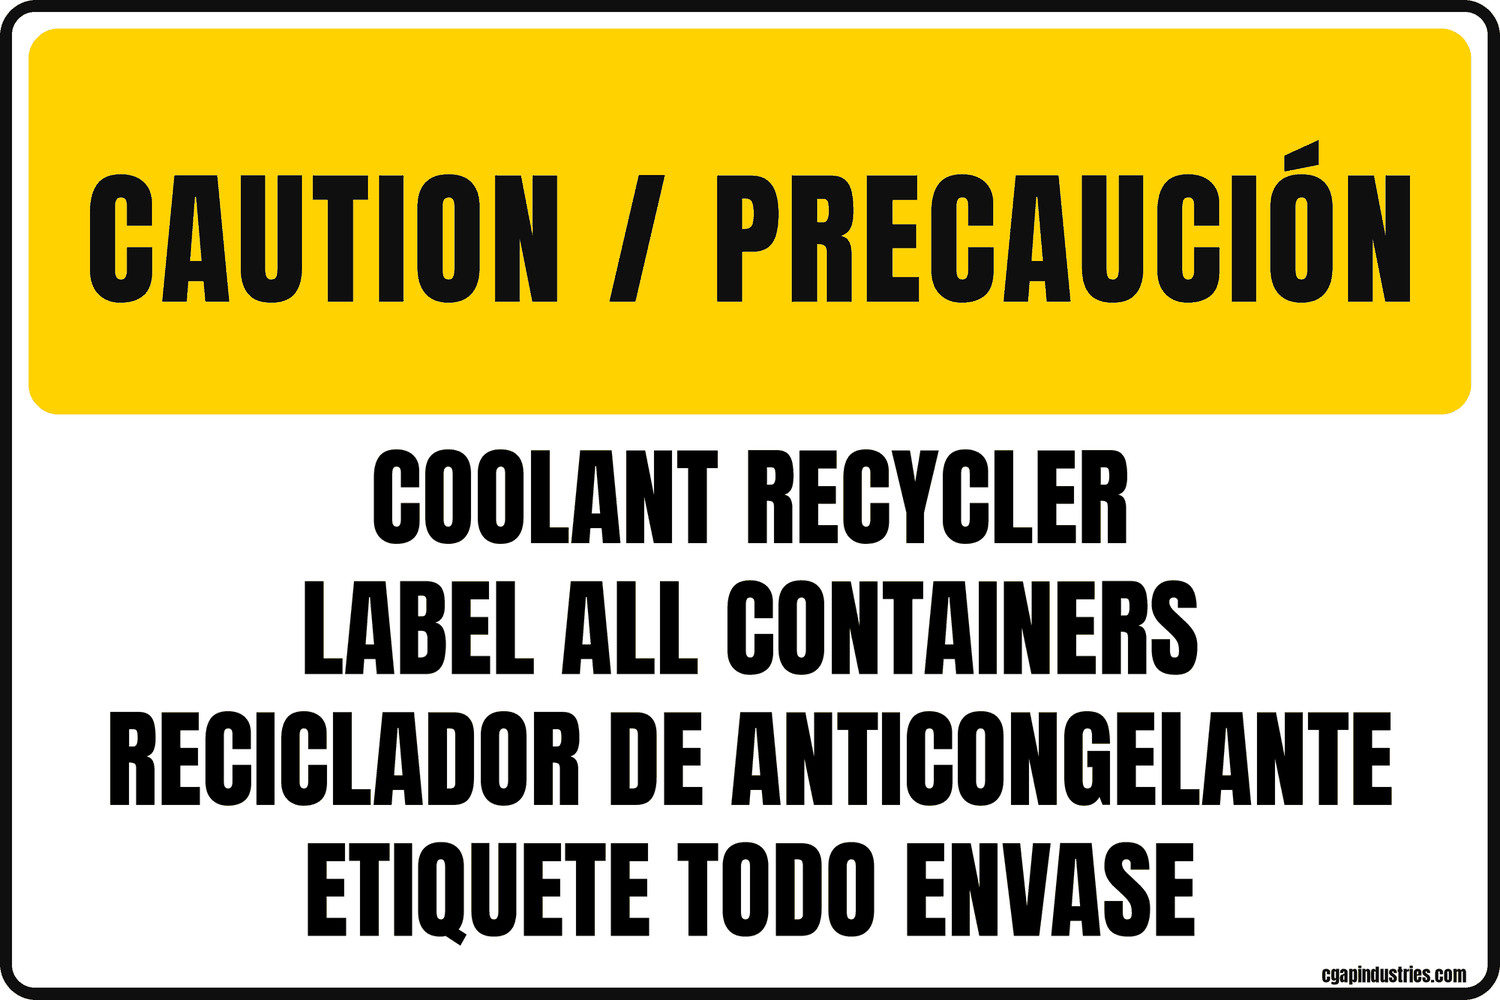 CAUTION / PRECAUCIÓN
COOLANT RECYCLER
LABEL ALL CONTAINERS
RECICLADOR DE ANTICONGELANTE
ETIQUETE TODO ENVASE
cgapindustries.com